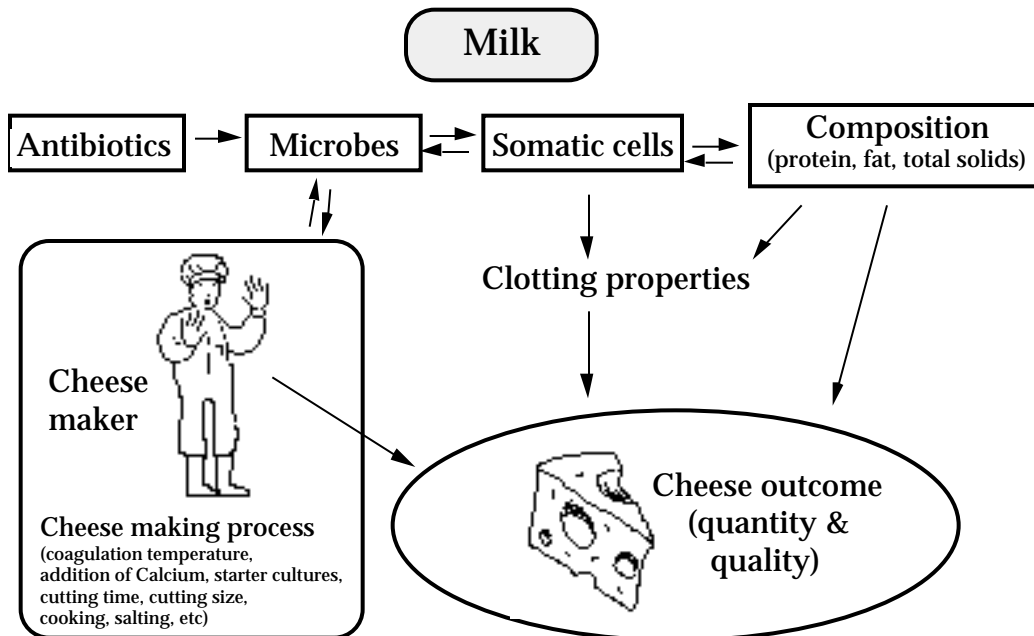 Milk
Antibiotics
Microbes
Somatic cells
Composition
(protein, fat, total solids)
Clotting properties
Cheese
maker
Cheese making process
(coagulation temperature,
addition of Calcium, starter cultures,
cutting time, cutting size,
cooking, salting, etc)
Cheese outcome
(quantity &
quality)